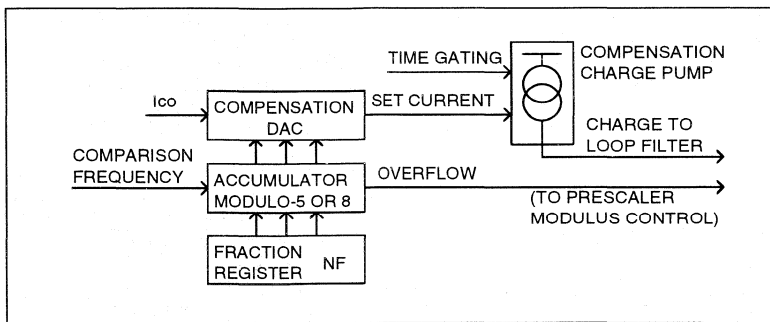 TIME GATING
COMPENSATION
CHARGE PUMP
Ico
COMPENSATION
DAC
SET CURRENT
CHARGE TO
LOOP FILTER
COMPARISON
FREQUENCY
ACCUMULATOR
MODULO-5 OR 8
OVERFLOW
(TO PRESCALER
MODULUS CONTROL)
FRACTION
REGISTER NF